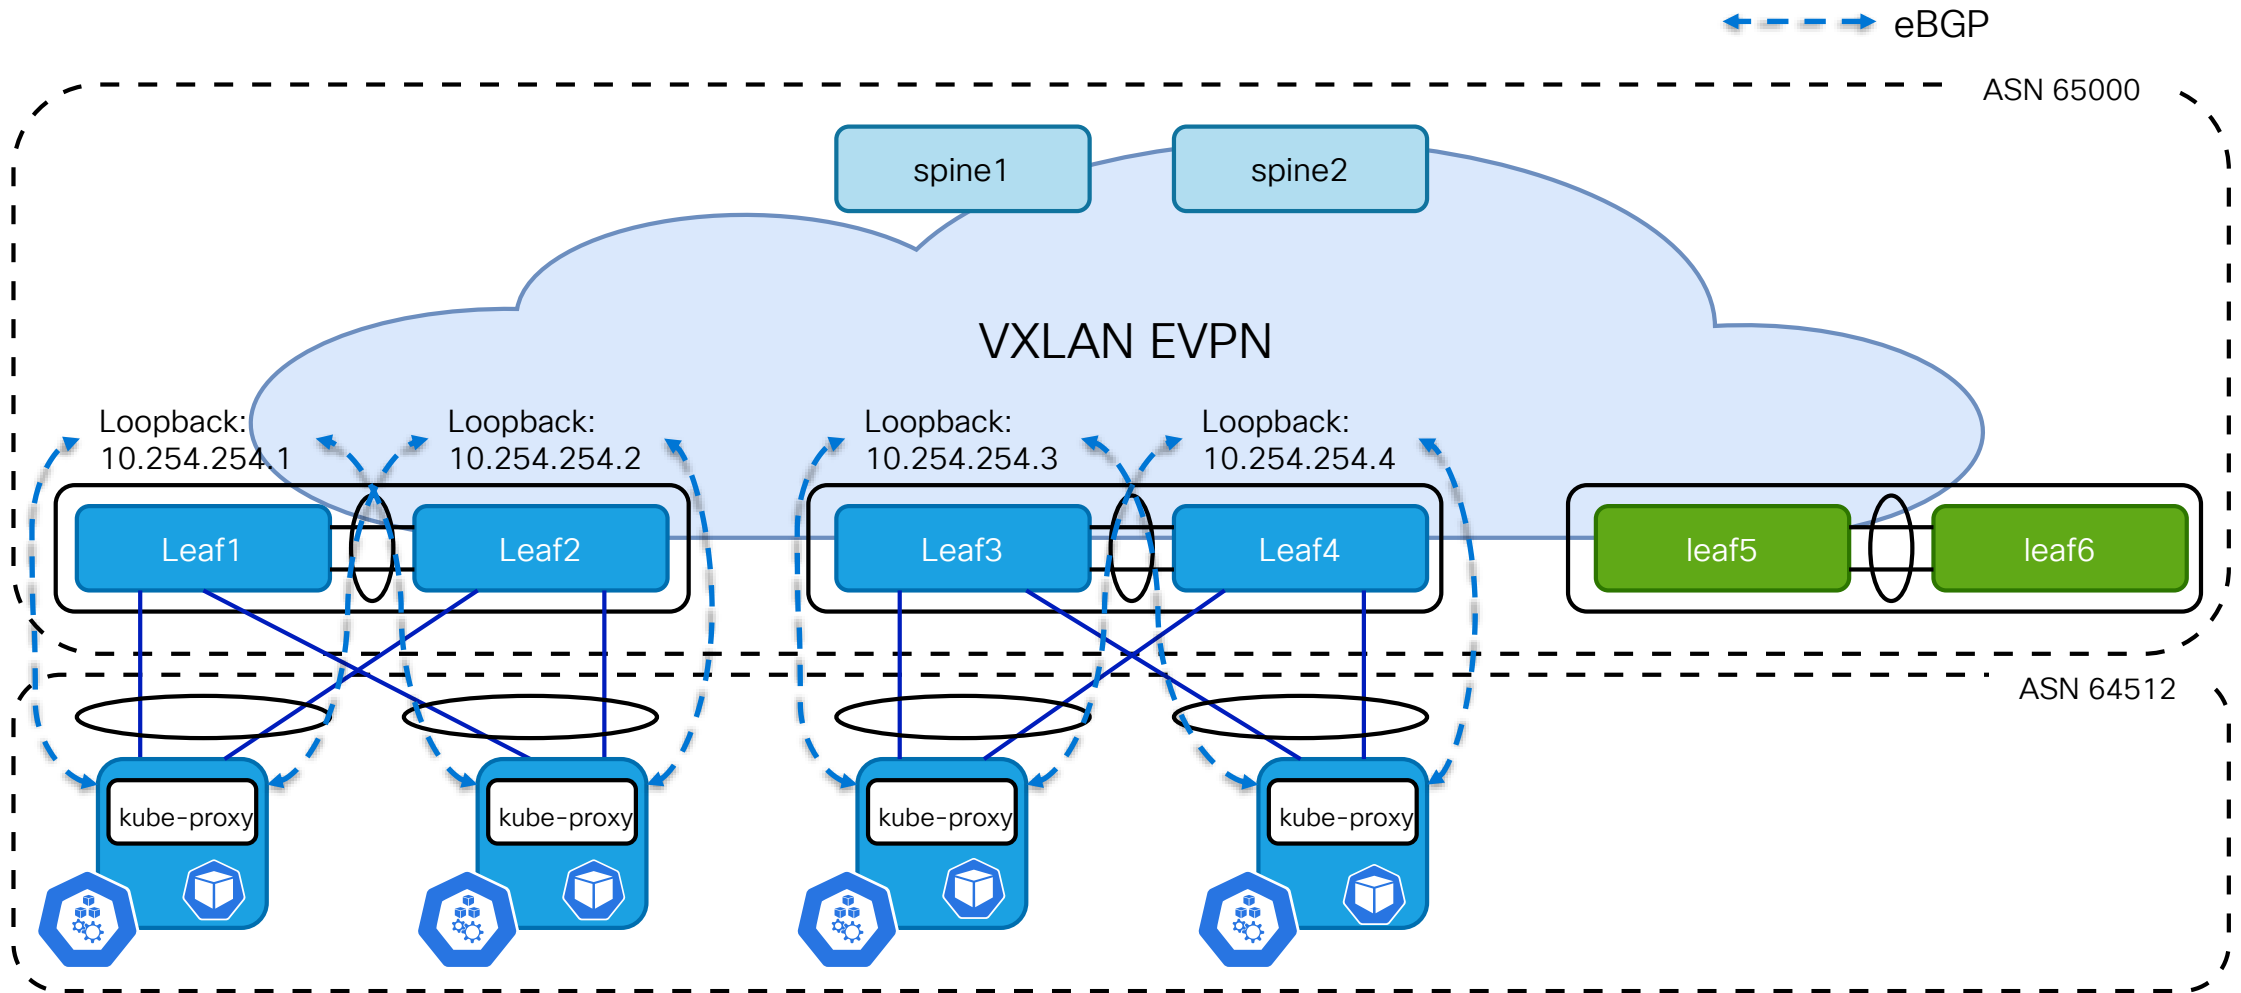 eBGP
ASN 65000
spine1
spine2
VXLAN EVPN
Loopback:
10.254.254.1
Loopback:
10.254.254.2
Loopback:
10.254.254.3
Loopback:
10.254.254.4
Leaf1
Leaf2
Leaf3
Leaf4
leaf5
leaf6
ASN 64512
kube-proxy
kube-proxy
kube-proxy
kube-proxy